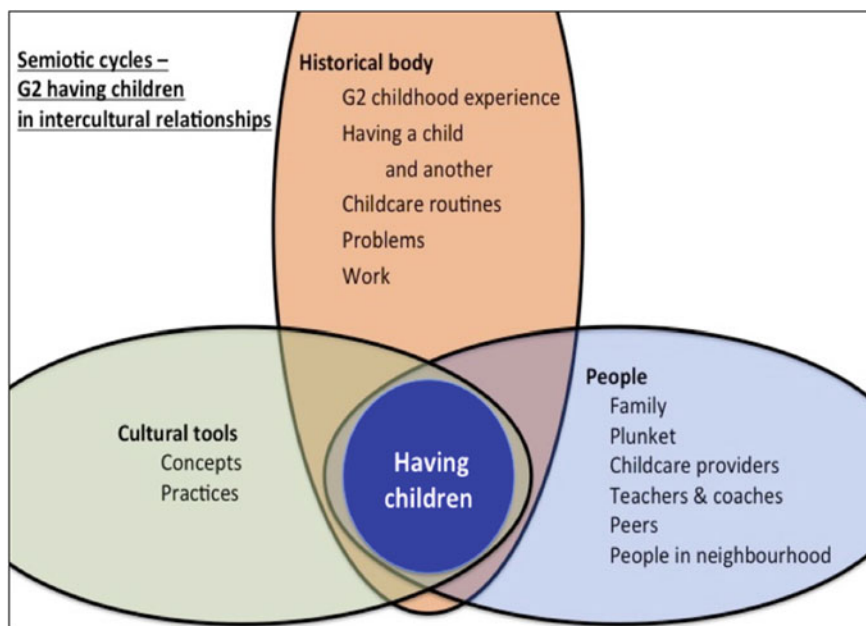 Semiotic cycles –
G2 having children
in intercultural relationships
Historical body
G2 childhood experience
Having a child
and another
Childcare routines
Problems
Work
Cultural tools
Concepts
Practices
Having
children
People
Family
Plunket
Childcare providers
Teachers & coaches
Peers
People in neighbourhood